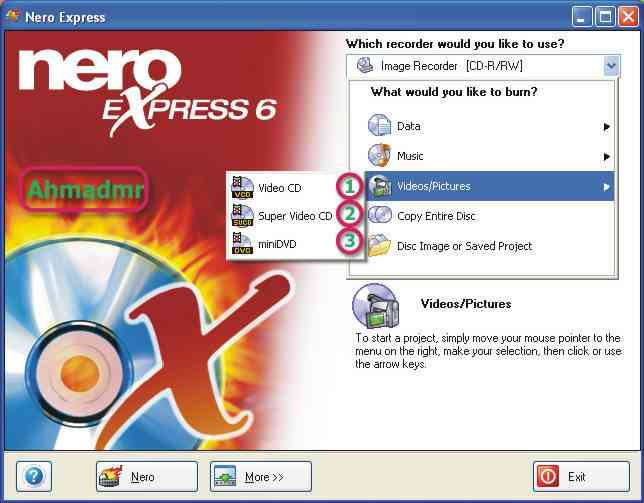 Nero Express
nero
EXPRESS 6
Ahmadmr
Which recorder would you like to use?
Image Recorder [CD-R/RW]
What would you like to burn?
Data
Music
Videos/Pictures
Copy Entire Disc
Disc Image or Saved Project
VCD Video CD 1
SVCD Super Video CD 2
DVD miniDVD 3
Videos/Pictures
To start a project, simply move your mouse pointer to the
menu on the right, make your selection, then click or use
the arrow keys.
?
Nero
More >>
Exit